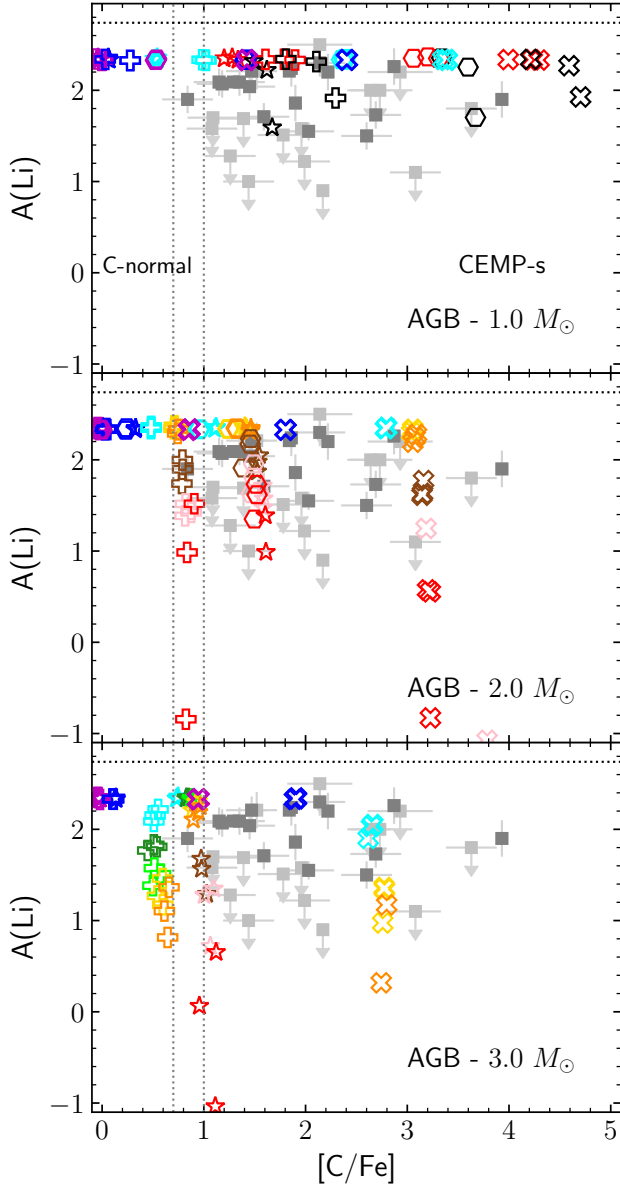 2
1
0
−1
A(Li)
C-normal
CEMP-s
AGB - 1.0 M⊙
2
1
0
−1
A(Li)
AGB - 2.0 M⊙
2
1
0
−1
A(Li)
AGB - 3.0 M⊙
0 1 2 3 4 5
[C/Fe]